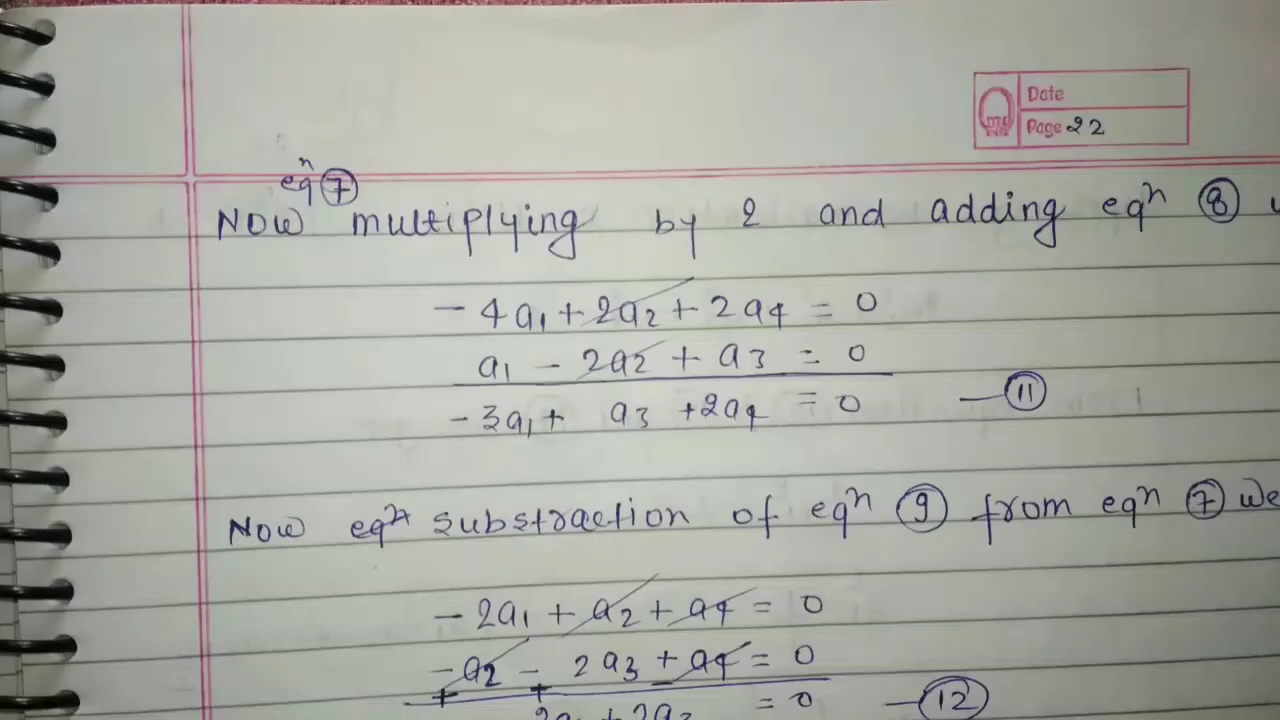 Date
Page 22
eqⁿ ⑦
Now multiplying by 2 and adding eqⁿ ⑧
- 4a₁ + 2a₂ + 2a₄ = 0
a₁ - 2a₂ + a₃ = 0
- 3a₁ + a₃ + 2a₄ = 0 —⑪
Now eqⁿ substraction of eqⁿ ⑨ from eqⁿ ⑦ we
- 2a₁ + a₂ + a₄ = 0
- a₂ - 2a₃ + a₄ = 0
+ + -
= 0 —⑫